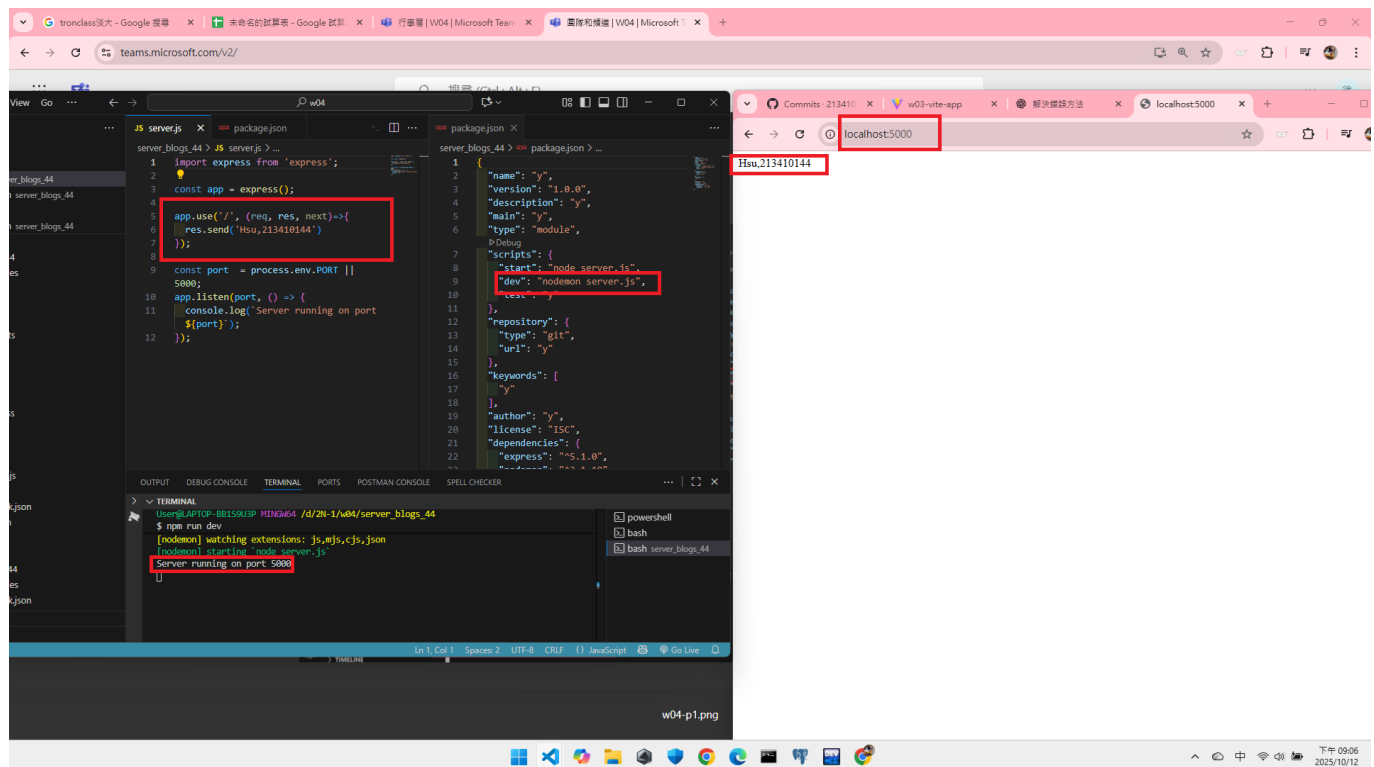 tronclass淡大 - Google 搜尋
未命名的試算表 - Google 試算
行事曆 | W04 | Microsoft Team
團隊和頻道 | W04 | Microsoft T
teams.microsoft.com/v2/
View Go
w04
JS server.js
package.json
server_blogs_44 > JS server.js > ...
1 import express from 'express';
2
3 const app = express();
4
5 app.use('/', (req, res, next)=>{
6 res.send('Hsu,213410144')
7 });
8
9 const port = process.env.PORT ||
5000;
10 app.listen(port, () => {
11 console.log(`Server running on port
${port}`);
12 });
package.json
server_blogs_44 > package.json > ...
1 {
2 "name": "y",
3 "version": "1.0.0",
4 "description": "y",
5 "main": "y",
6 "type": "module",
Debug
7 "scripts": {
8 "start": "node server.js",
9 "dev": "nodemon server.js",
10 "test": "y"
11 },
12 "repository": {
13 "type": "git",
14 "url": "y"
15 },
16 "keywords": [
17 "y"
18 ],
19 "author": "y",
20 "license": "ISC",
21 "dependencies": {
22 "express": "^5.1.0",
server_blogs_44
server_blogs_44
OUTPUT DEBUG CONSOLE TERMINAL PORTS POSTMAN CONSOLE SPELL CHECKER
TERMINAL
User@LAPTOP-BB1S9U3P MINGW64 /d/2N-1/w04/server_blogs_44
$ npm run dev
[nodemon] watching extensions: js,mjs,cjs,json
[nodemon] starting `node server.js`
Server running on port 5000
powershell
bash
bash server_blogs_44
Ln 1, Col 1 Spaces: 2 UTF-8 CRLF {} JavaScript Go Live
TIMELINE
w04-p1.png
Commits · 213410
w03-vite-app
解決錯誤方法
localhost:5000
localhost:5000
Hsu,213410144
中
下午 09:06
2025/10/12